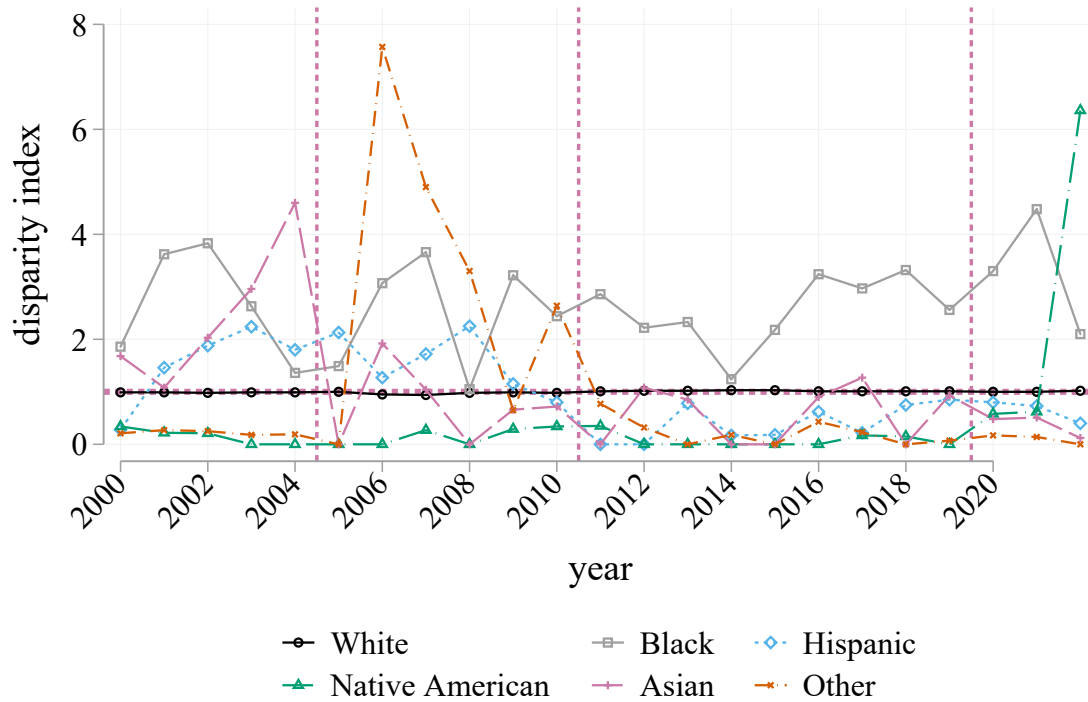 disparity index
8
6
4
2
0
2000 2002 2004 2006 2008 2010 2012 2014 2016 2018 2020
year
White Black Hispanic
Native American Asian Other